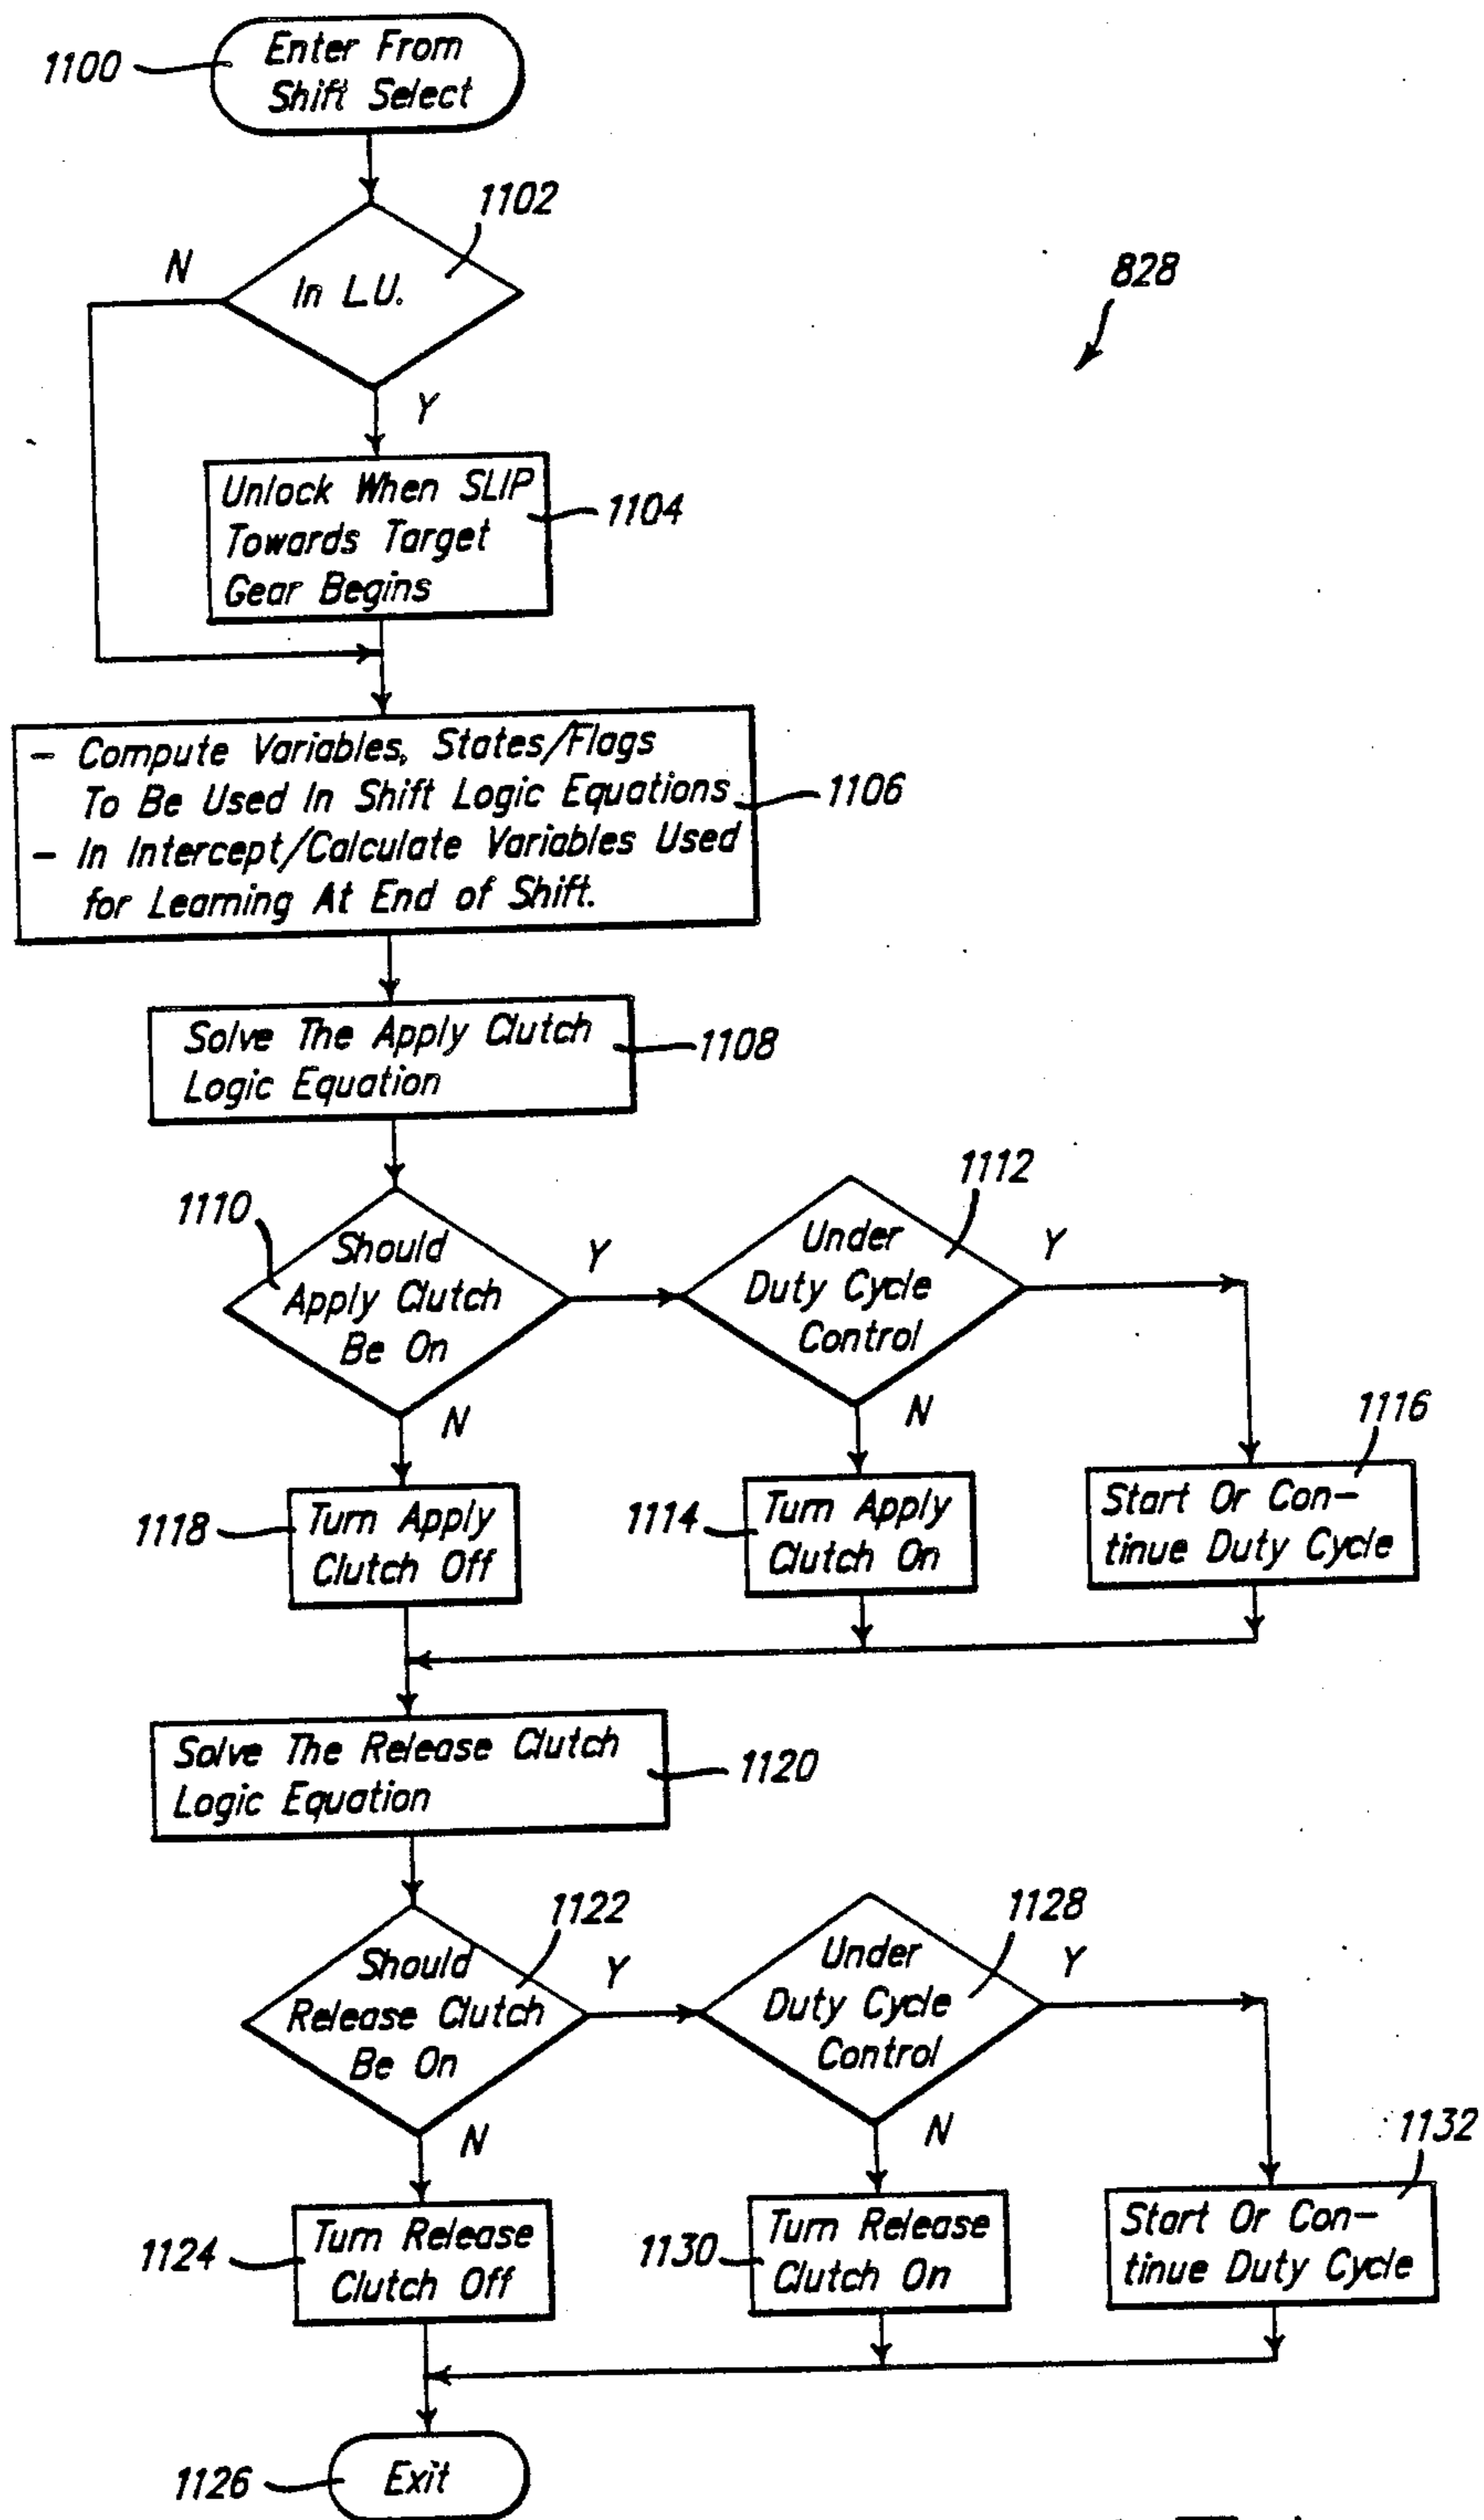 1100
Enter From
Shift Select
1102
N
In L.U.
828
Y
Unlock When SLIP
Towards Target
Gear Begins
1104
- Compute Variables, States/Flags
To Be Used In Shift Logic Equations
- In Intercept/Calculate Variables Used
for Learning At End of Shift.
1106
Solve The Apply Clutch
Logic Equation
1108
1110
Should
Apply Clutch
Be On
Y
N
1112
Under
Duty Cycle
Control
Y
N
1118
Turn Apply
Clutch Off
1114
Turn Apply
Clutch On
1116
Start Or Con-
tinue Duty Cycle
Solve The Release Clutch
Logic Equation
1120
1122
Should
Release Clutch
Be On
Y
N
1128
Under
Duty Cycle
Control
Y
N
1124
Turn Release
Clutch Off
1130
Turn Release
Clutch On
1132
Start Or Con-
tinue Duty Cycle
1126
Exit